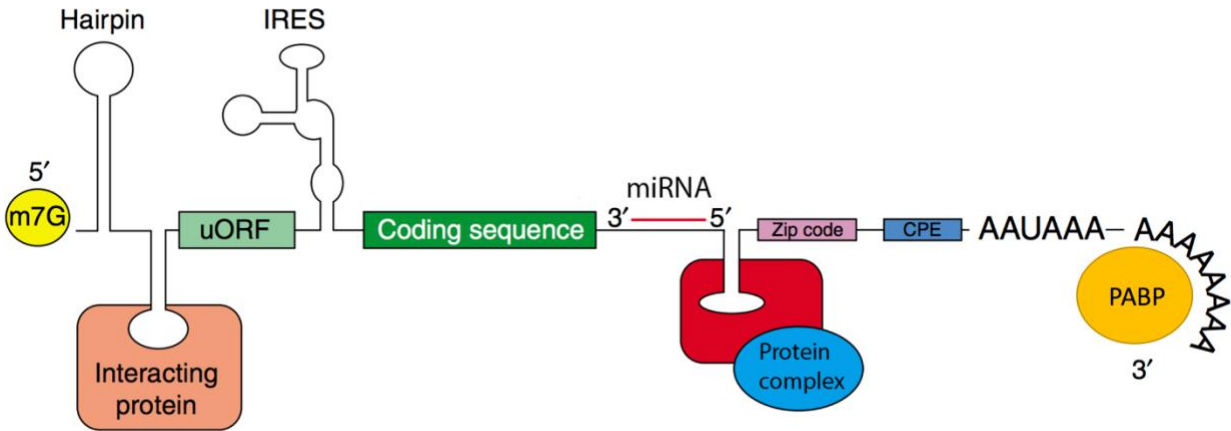 Hairpin
IRES
5′
m7G
uORF
Coding sequence
miRNA
3′
5′
Zip code
CPE
AAUAAA
AAAAAAAA
PABP
3′
Interacting
protein
Protein
complex